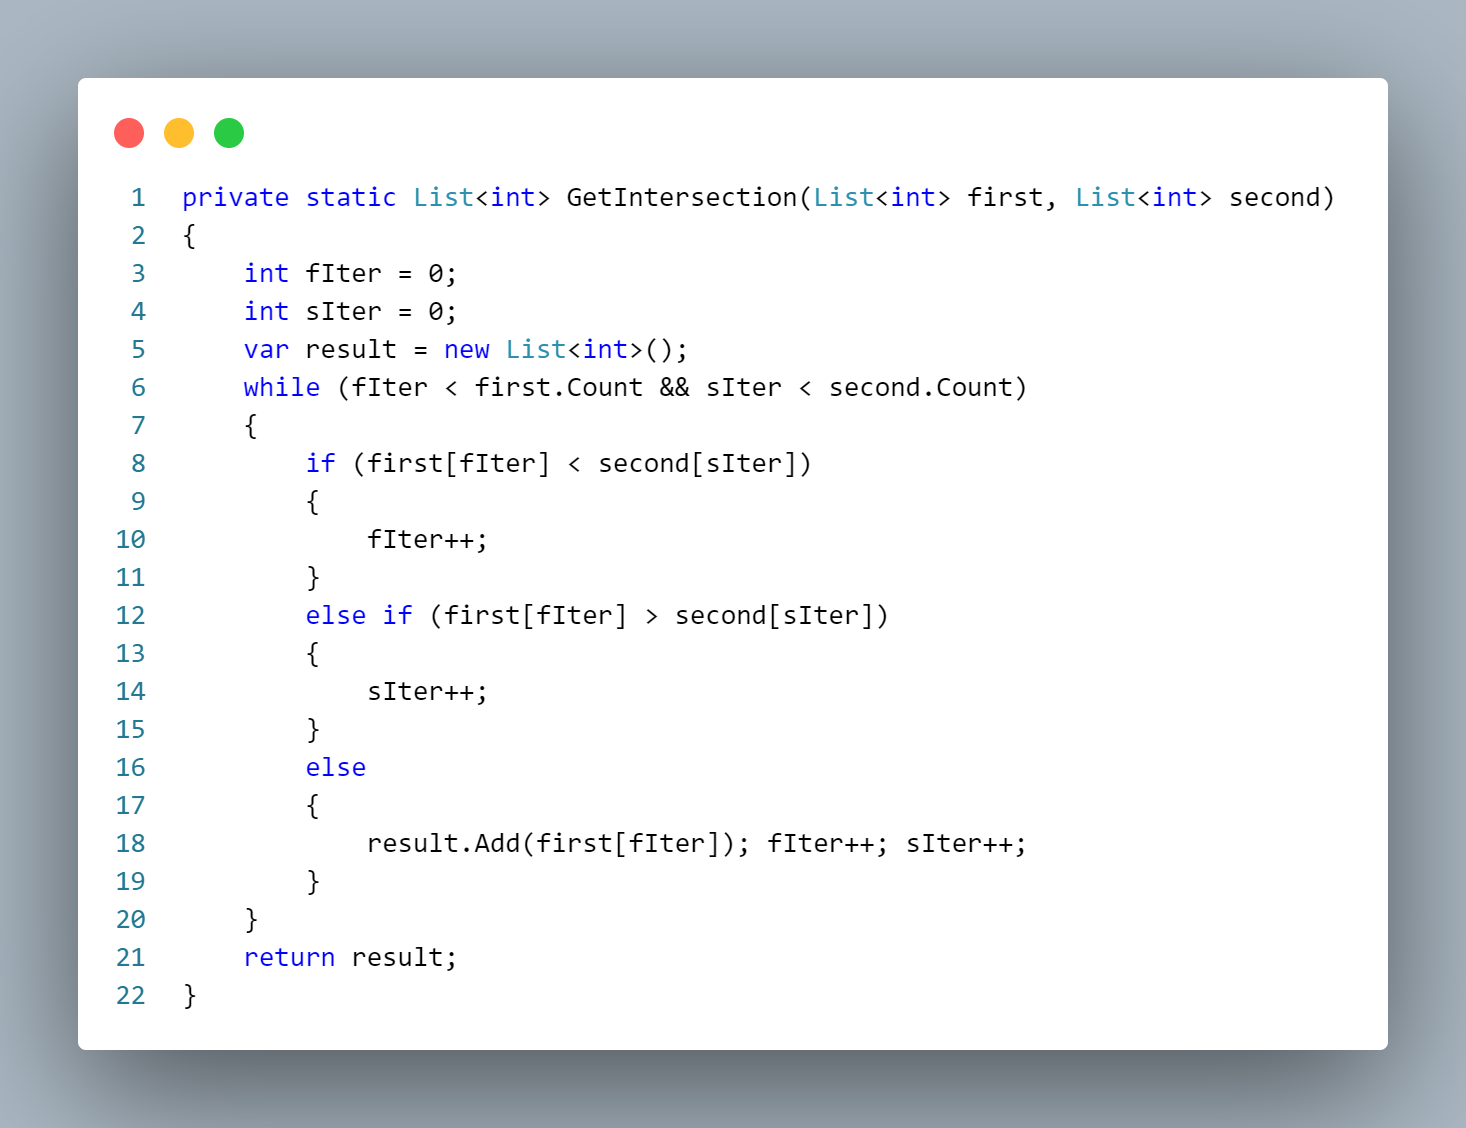 1 private static List<int> GetIntersection(List<int> first, List<int> second)
2 {
3     int fIter = 0;
4     int sIter = 0;
5     var result = new List<int>();
6     while (fIter < first.Count && sIter < second.Count)
7     {
8         if (first[fIter] < second[sIter])
9         {
10             fIter++;
11         }
12         else if (first[fIter] > second[sIter])
13         {
14             sIter++;
15         }
16         else
17         {
18             result.Add(first[fIter]); fIter++; sIter++;
19         }
20     }
21     return result;
22 }